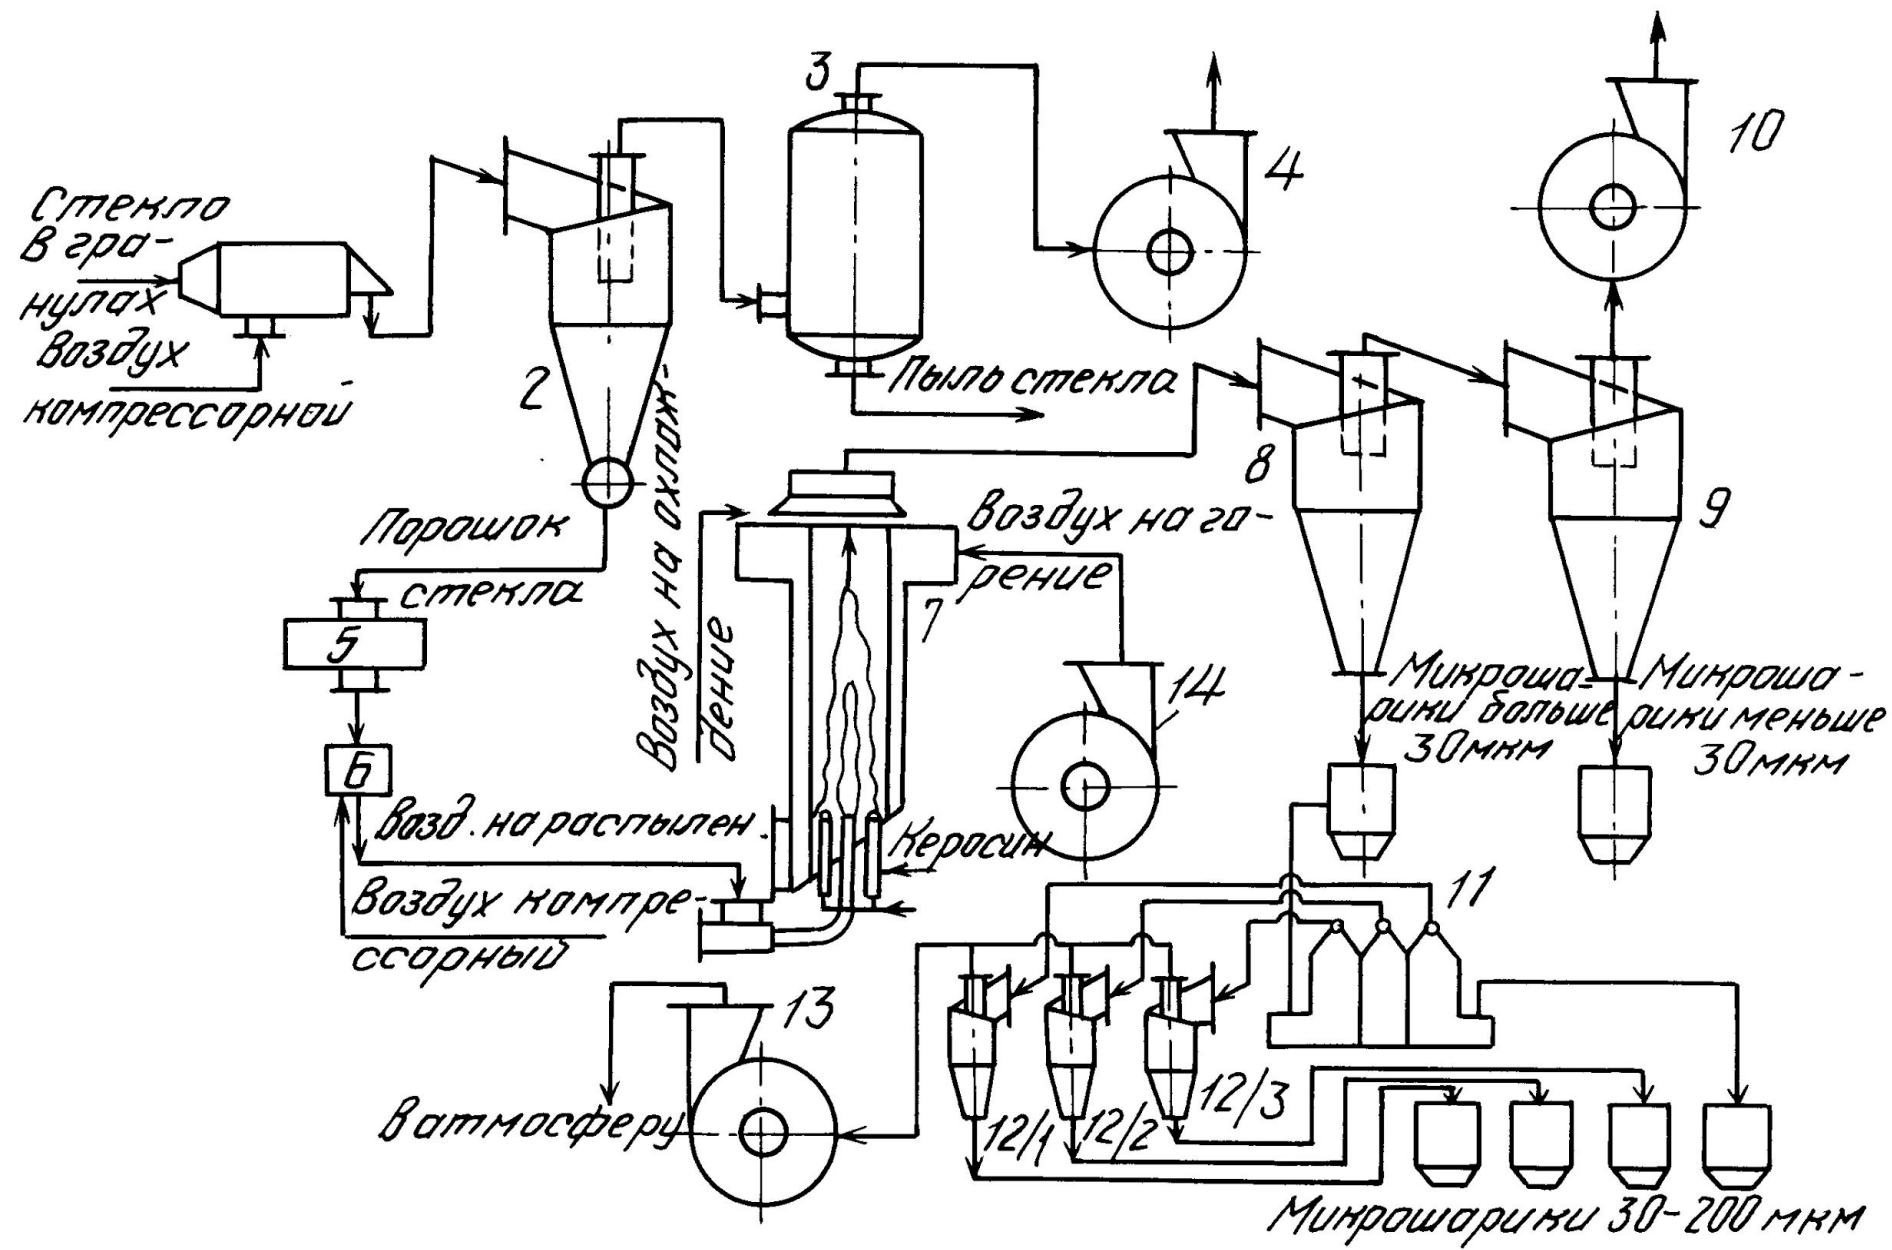 3
10
4
Стекло
в гра-
нулах
Воздух
компрессорной
2
Пыль стекла
8
9
Порошок
стекла
Воздух на охлаж-
дение
Воздух на го-
рение
7
5
14
Микроша-
рики больше
30мкм
Микроша-
рики меньше
30мкм
6
Возд. на распылен.
Керосин
11
Воздух компре-
ссорный
13
В атмосферу
12/1
12/2
12/3
Микрошарики 30-200 мкм